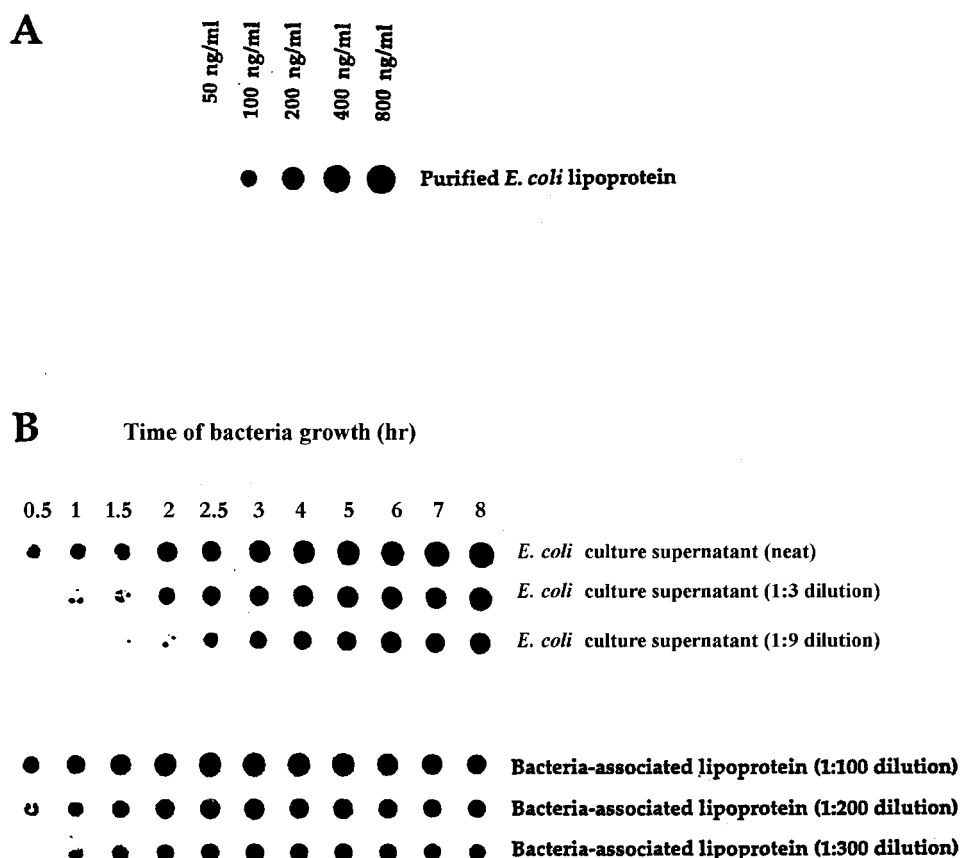 A
50 ng/ml
100 ng/ml
200 ng/ml
400 ng/ml
800 ng/ml
Purified E. coli lipoprotein
B
Time of bacteria growth (hr)
0.5 1 1.5 2 2.5 3 4 5 6 7 8
E. coli culture supernatant (neat)
E. coli culture supernatant (1:3 dilution)
E. coli culture supernatant (1:9 dilution)
Bacteria-associated lipoprotein (1:100 dilution)
Bacteria-associated lipoprotein (1:200 dilution)
Bacteria-associated lipoprotein (1:300 dilution)